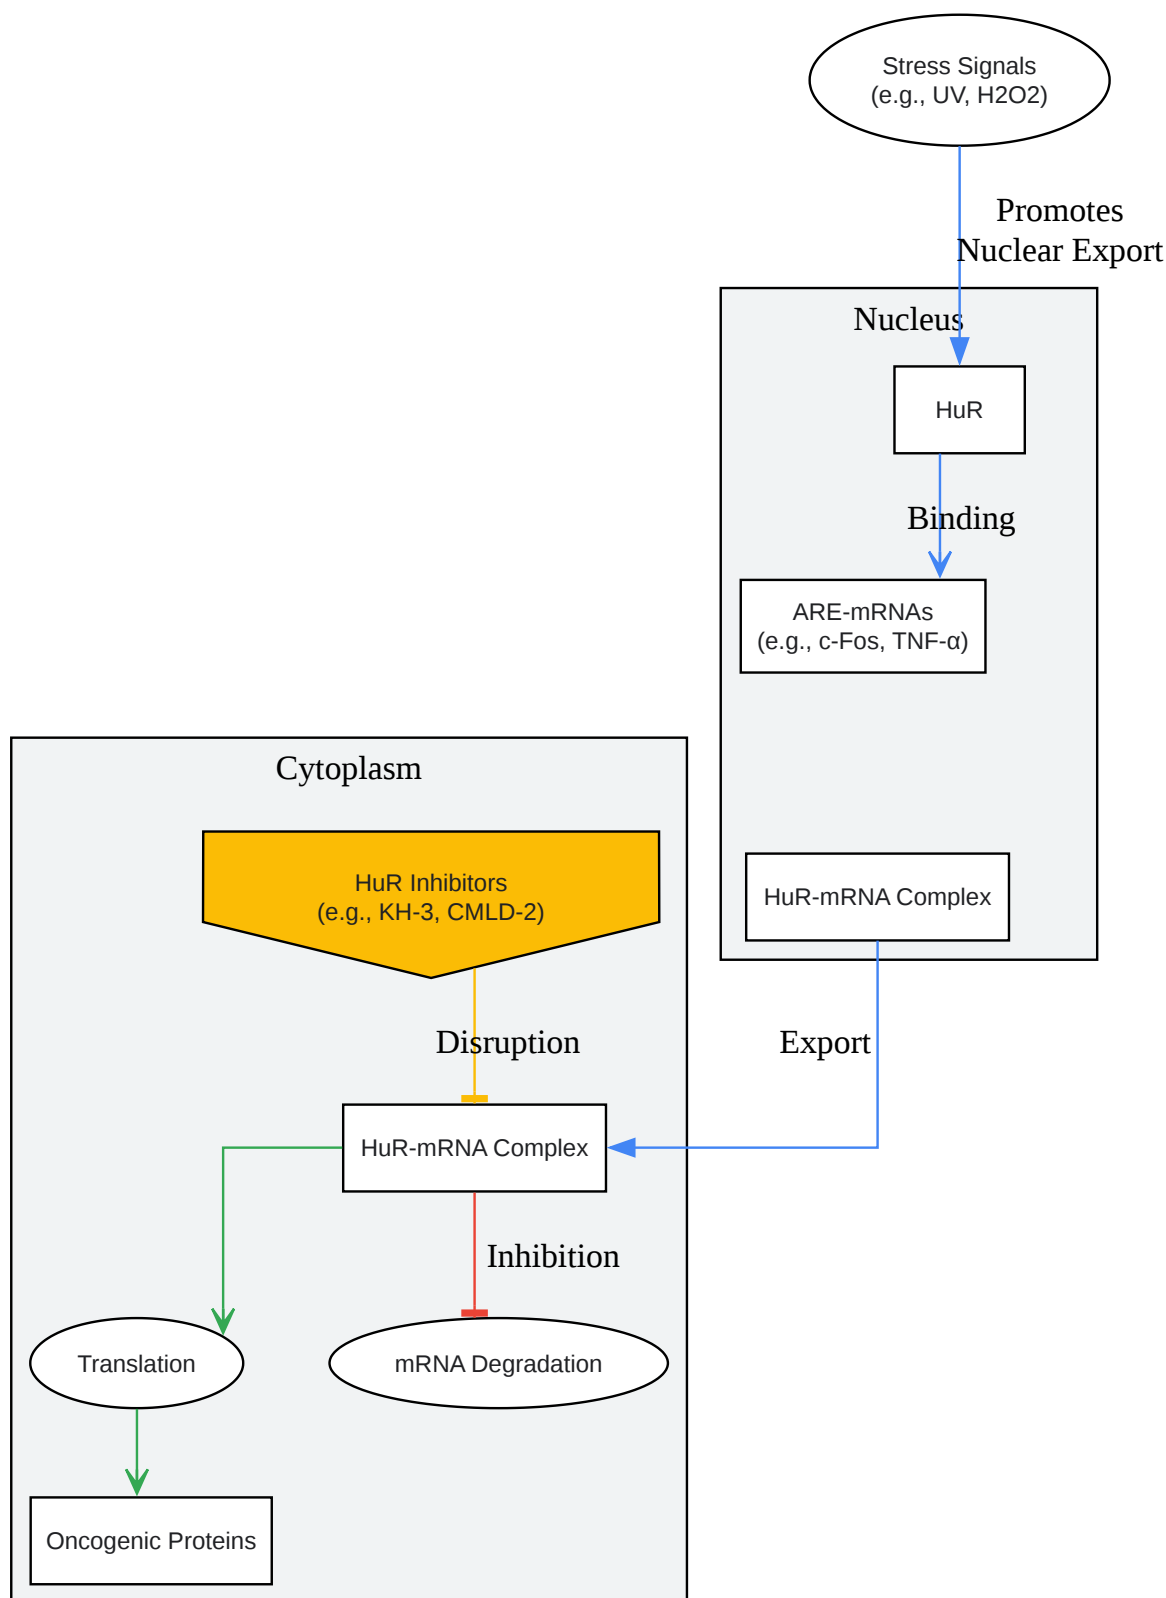 Stress Signals
(e.g., UV, H2O2)
Promotes
Nuclear Export
Nucleus
HuR
Binding
ARE-mRNAs
(e.g., c-Fos, TNF-α)
HuR-mRNA Complex
Export
Cytoplasm
HuR Inhibitors
(e.g., KH-3, CMLD-2)
Disruption
HuR-mRNA Complex
Inhibition
Translation
mRNA Degradation
Oncogenic Proteins